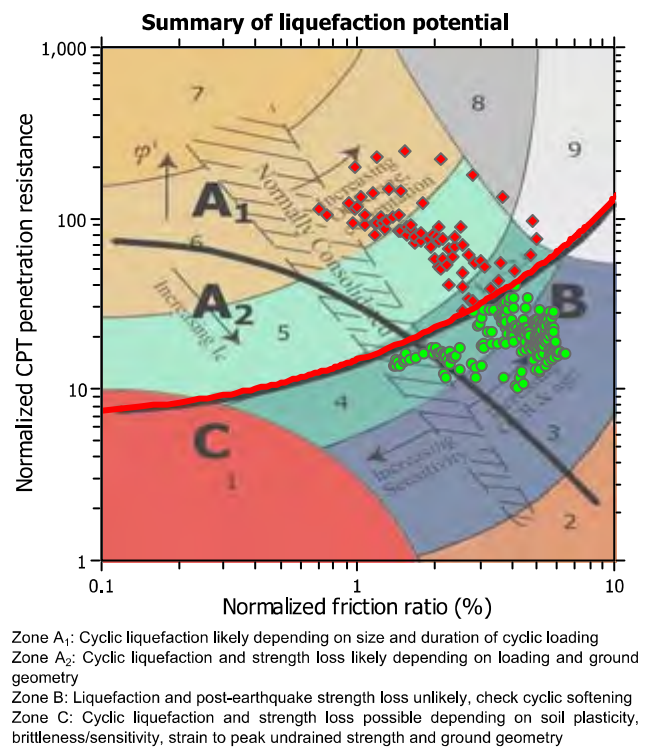 Summary of liquefaction potential
1,000
7
8
9
φ'
Increasing
Normally Consolidated
100
A1
6
A2
Increasing Ic
B
5
10
4
3
C
Increasing
Sensitivity
1
2
1
0.1
1
10
Normalized CPT penetration resistance
Normalized friction ratio (%)
Zone A1: Cyclic liquefaction likely depending on size and duration of cyclic loading
Zone A2: Cyclic liquefaction and strength loss likely depending on loading and ground
geometry
Zone B: Liquefaction and post-earthquake strength loss unlikely, check cyclic softening
Zone C: Cyclic liquefaction and strength loss possible depending on soil plasticity,
brittleness/sensitivity, strain to peak undrained strength and ground geometry